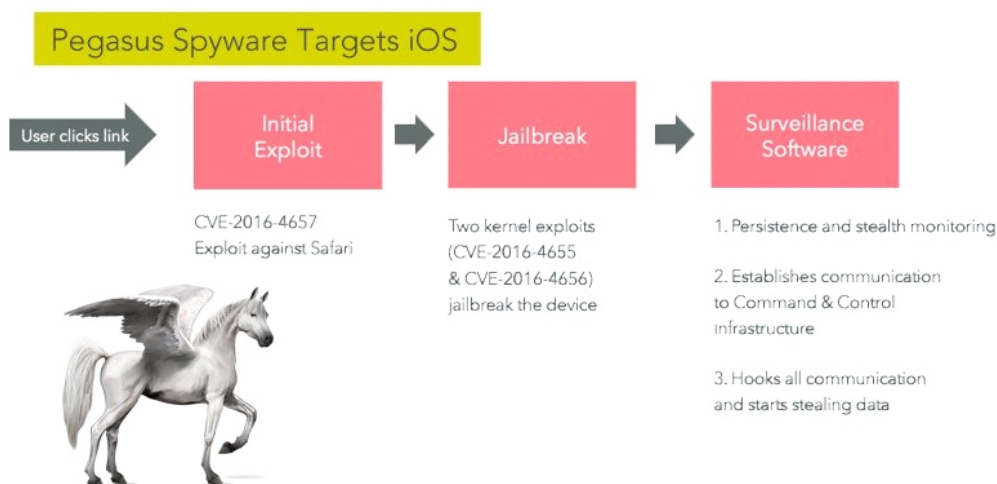 Pegasus Spyware Targets iOS
User clicks link
Initial
Exploit
Jailbreak
Surveillance
Software
CVE-2016-4657
Exploit against Safari
Two kernel exploits
(CVE-2016-4655
& CVE-2016-4656)
jailbreak the device
1. Persistence and stealth monitoring
2. Establishes communication
to Command & Control
infrastructure
3. Hooks all communication
and starts stealing data